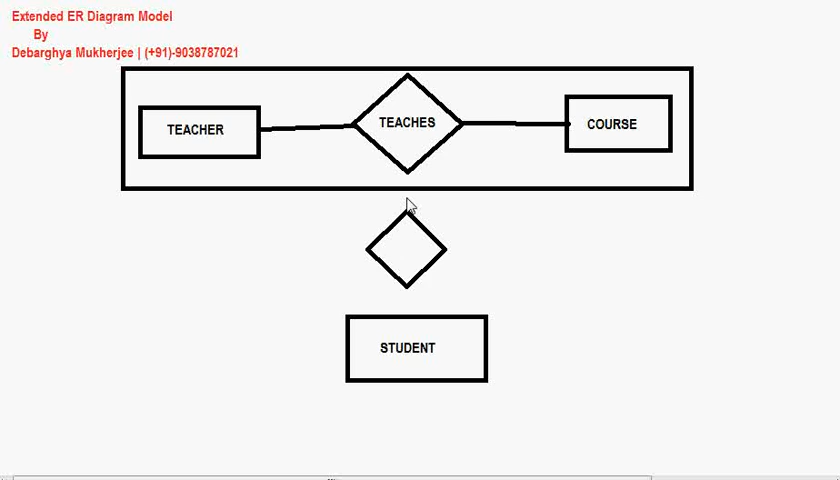 Extended ER Diagram Model
By
Debarghya Mukherjee | (+91)-9038787021
TEACHER
TEACHES
COURSE
STUDENT